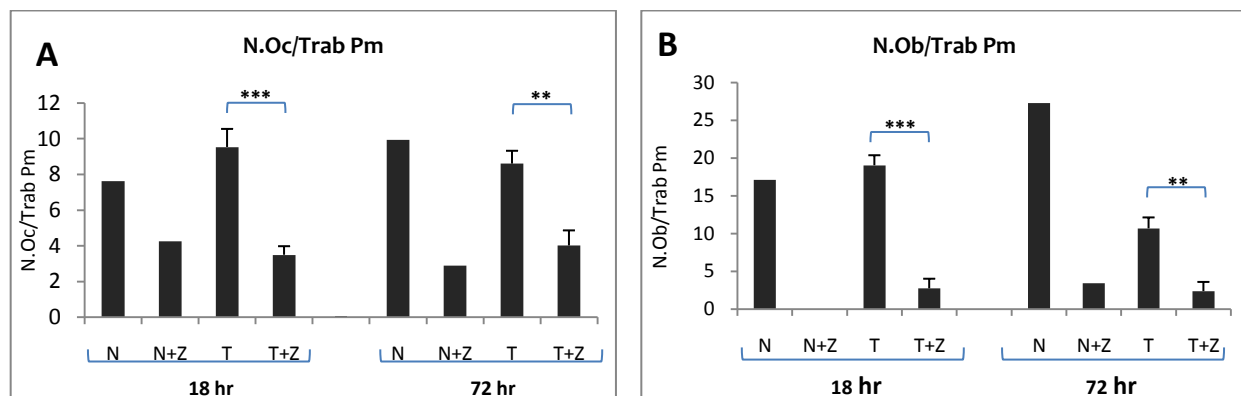 A
N.Oc/Trab Pm
N.Oc/Trab Pm
12
10
8
6
4
2
0
***
**
N N+Z T T+Z N N+Z T T+Z
18 hr 72 hr
B
N.Ob/Trab Pm
N.Ob/Trab Pm
30
25
20
15
10
5
0
***
**
N N+Z T T+Z N N+Z T T+Z
18 hr 72 hr